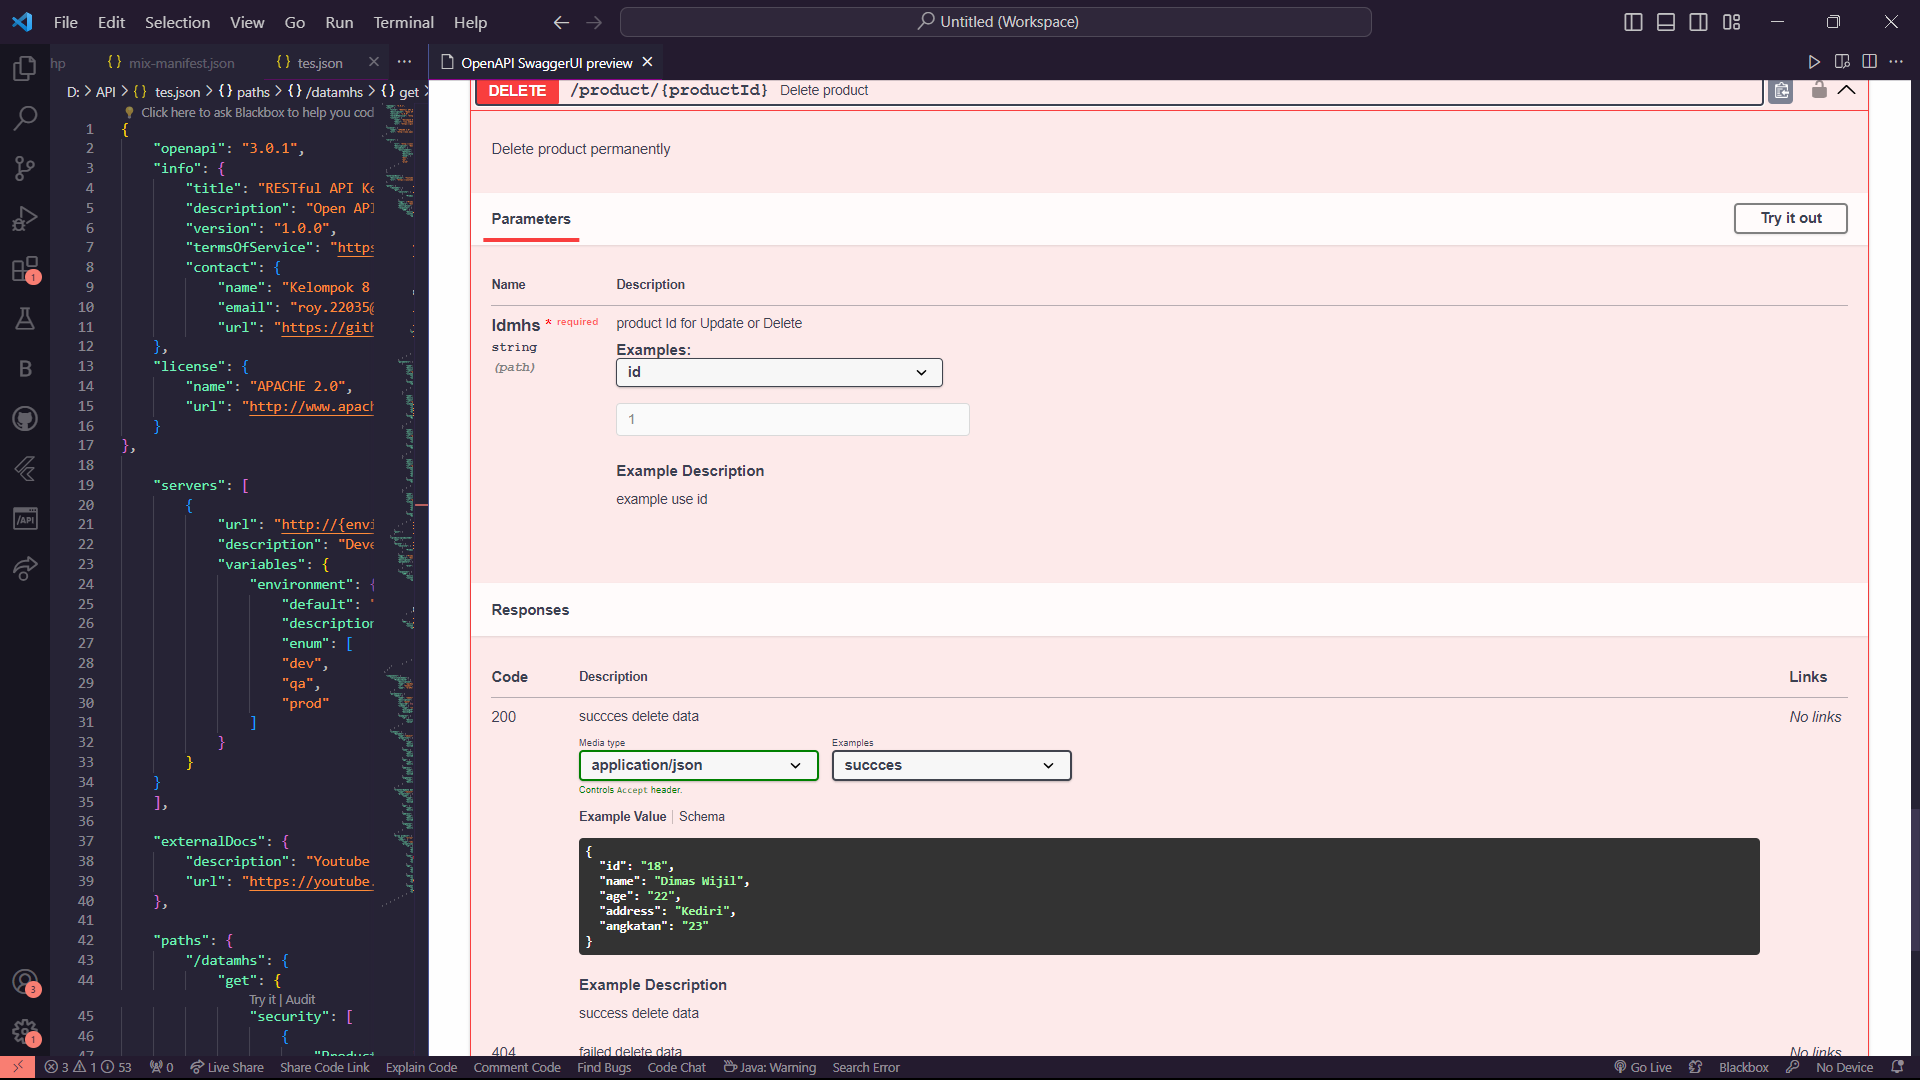 File Edit Selection View Go Run Terminal Help
Untitled (Workspace)
hp
{} mix-manifest.json
{} tes.json
OpenAPI SwaggerUI preview
D: > API > {} tes.json > {} paths > {} /datamhs > {} get >
Click here to ask Blackbox to help you cod
1 {
2 "openapi": "3.0.1",
3 "info": {
4 "title": "RESTful API Ke
5 "description": "Open API
6 "version": "1.0.0",
7 "termsOfService": "https
8 "contact": {
9 "name": "Kelompok 8
10 "email": "roy.22035@
11 "url": "https://gith
12 },
13 "license": {
14 "name": "APACHE 2.0",
15 "url": "http://www.apach
16 }
17 },
18
19 "servers": [
20 {
21 "url": "http://{envi
22 "description": "Deve
23 "variables": {
24 "environment": {
25 "default": "
26 "description
27 "enum": [
28 "dev",
29 "qa",
30 "prod"
31 ]
32 }
33 }
34 }
35 ],
36
37 "externalDocs": {
38 "description": "Youtube
39 "url": "https://youtube.
40 },
41
42 "paths": {
43 "/datamhs": {
44 "get": {
Try it | Audit
45 "security": [
46 {
47 "Product
DELETE /product/{productId} Delete product
Delete product permanently
Parameters
Try it out
Name Description
Idmhs * required
product Id for Update or Delete
string
(path)
Examples:
id
1
Example Description
example use id
Responses
Code Description Links
200 succces delete data No links
Media type Examples
application/json succces
Controls Accept header.
Example Value | Schema
{
"id": "18",
"name": "Dimas Wijil",
"age": "22",
"address": "Kediri",
"angkatan": "23"
}
Example Description
success delete data
404 failed delete data No links
B
/API
1
3
1
3 1 53 0 Live Share Share Code Link Explain Code Comment Code Find Bugs Code Chat Java: Warning Search Error Go Live Blackbox No Device